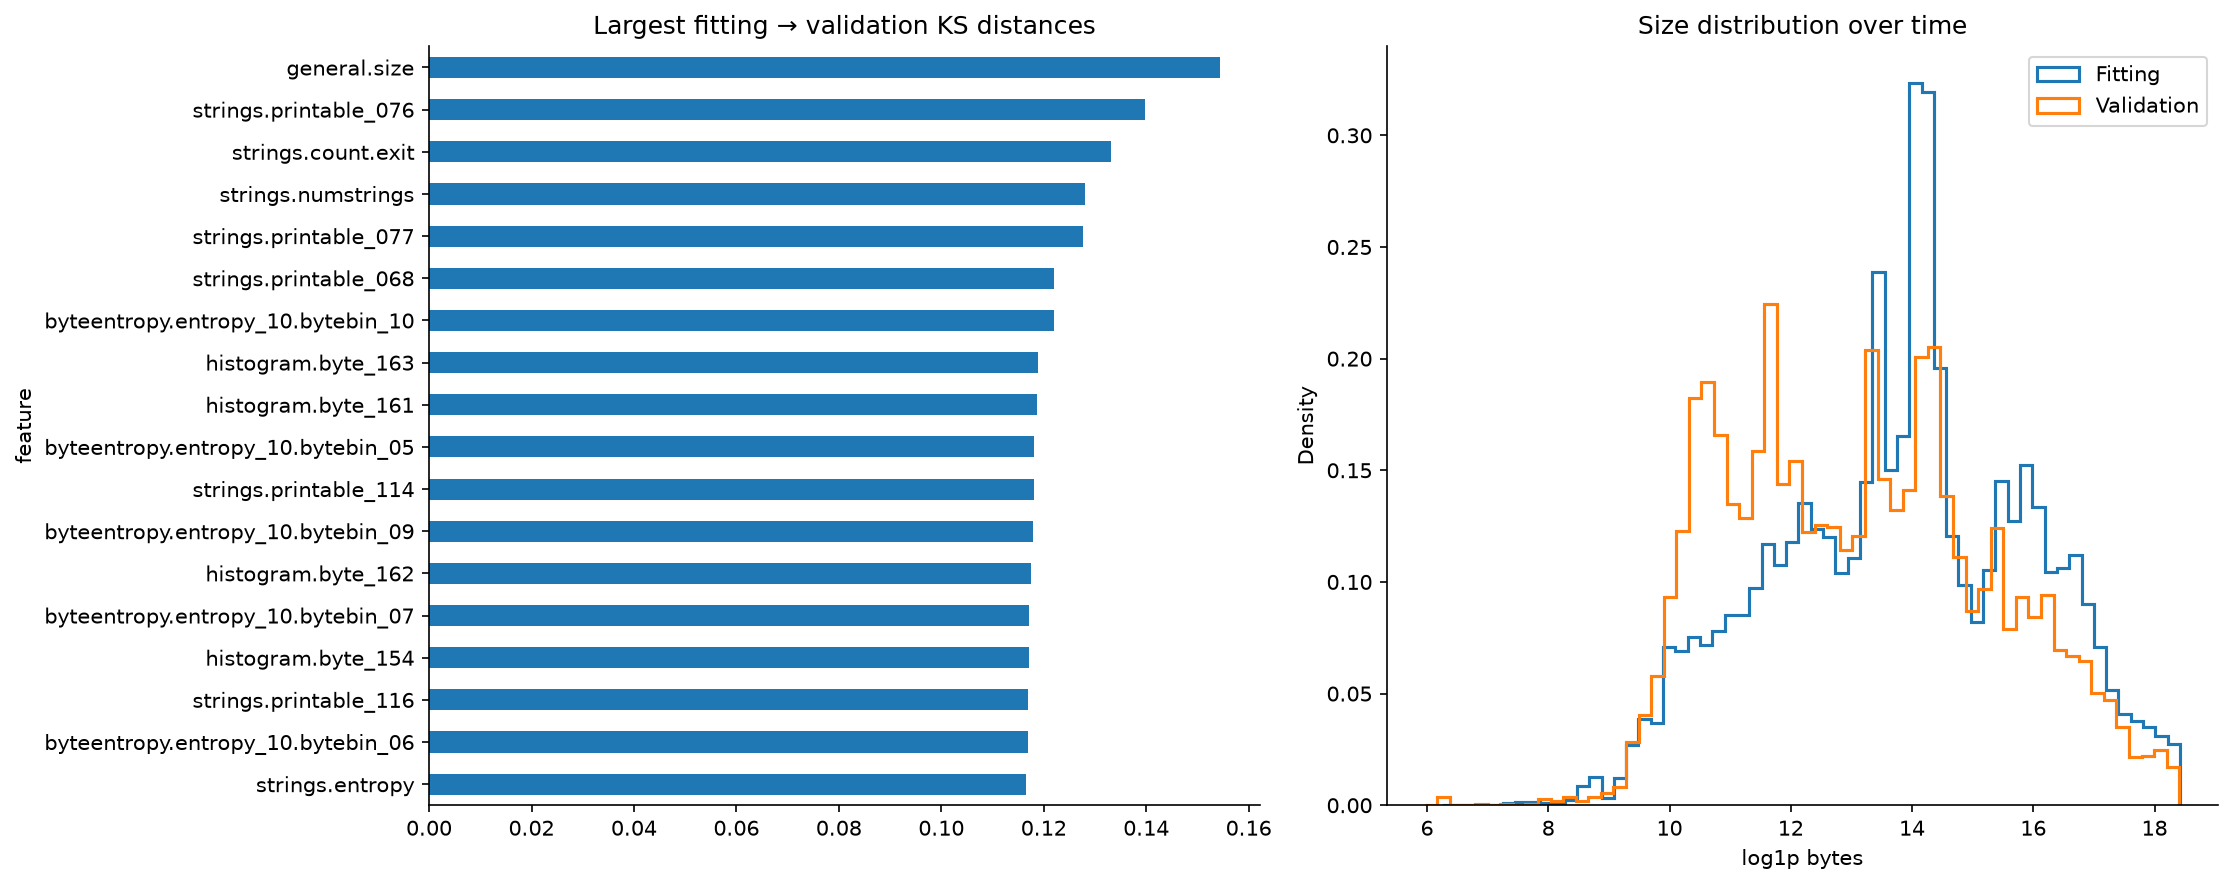 Largest fitting → validation KS distances
feature
general.size
strings.printable_076
strings.count.exit
strings.numstrings
strings.printable_077
strings.printable_068
byteentropy.entropy_10.bytebin_10
histogram.byte_163
histogram.byte_161
byteentropy.entropy_10.bytebin_05
strings.printable_114
byteentropy.entropy_10.bytebin_09
histogram.byte_162
byteentropy.entropy_10.bytebin_07
histogram.byte_154
strings.printable_116
byteentropy.entropy_10.bytebin_06
strings.entropy
0.00 0.02 0.04 0.06 0.08 0.10 0.12 0.14 0.16
Size distribution over time
Fitting
Validation
Density
0.30
0.25
0.20
0.15
0.10
0.05
0.00
6 8 10 12 14 16 18
log1p bytes